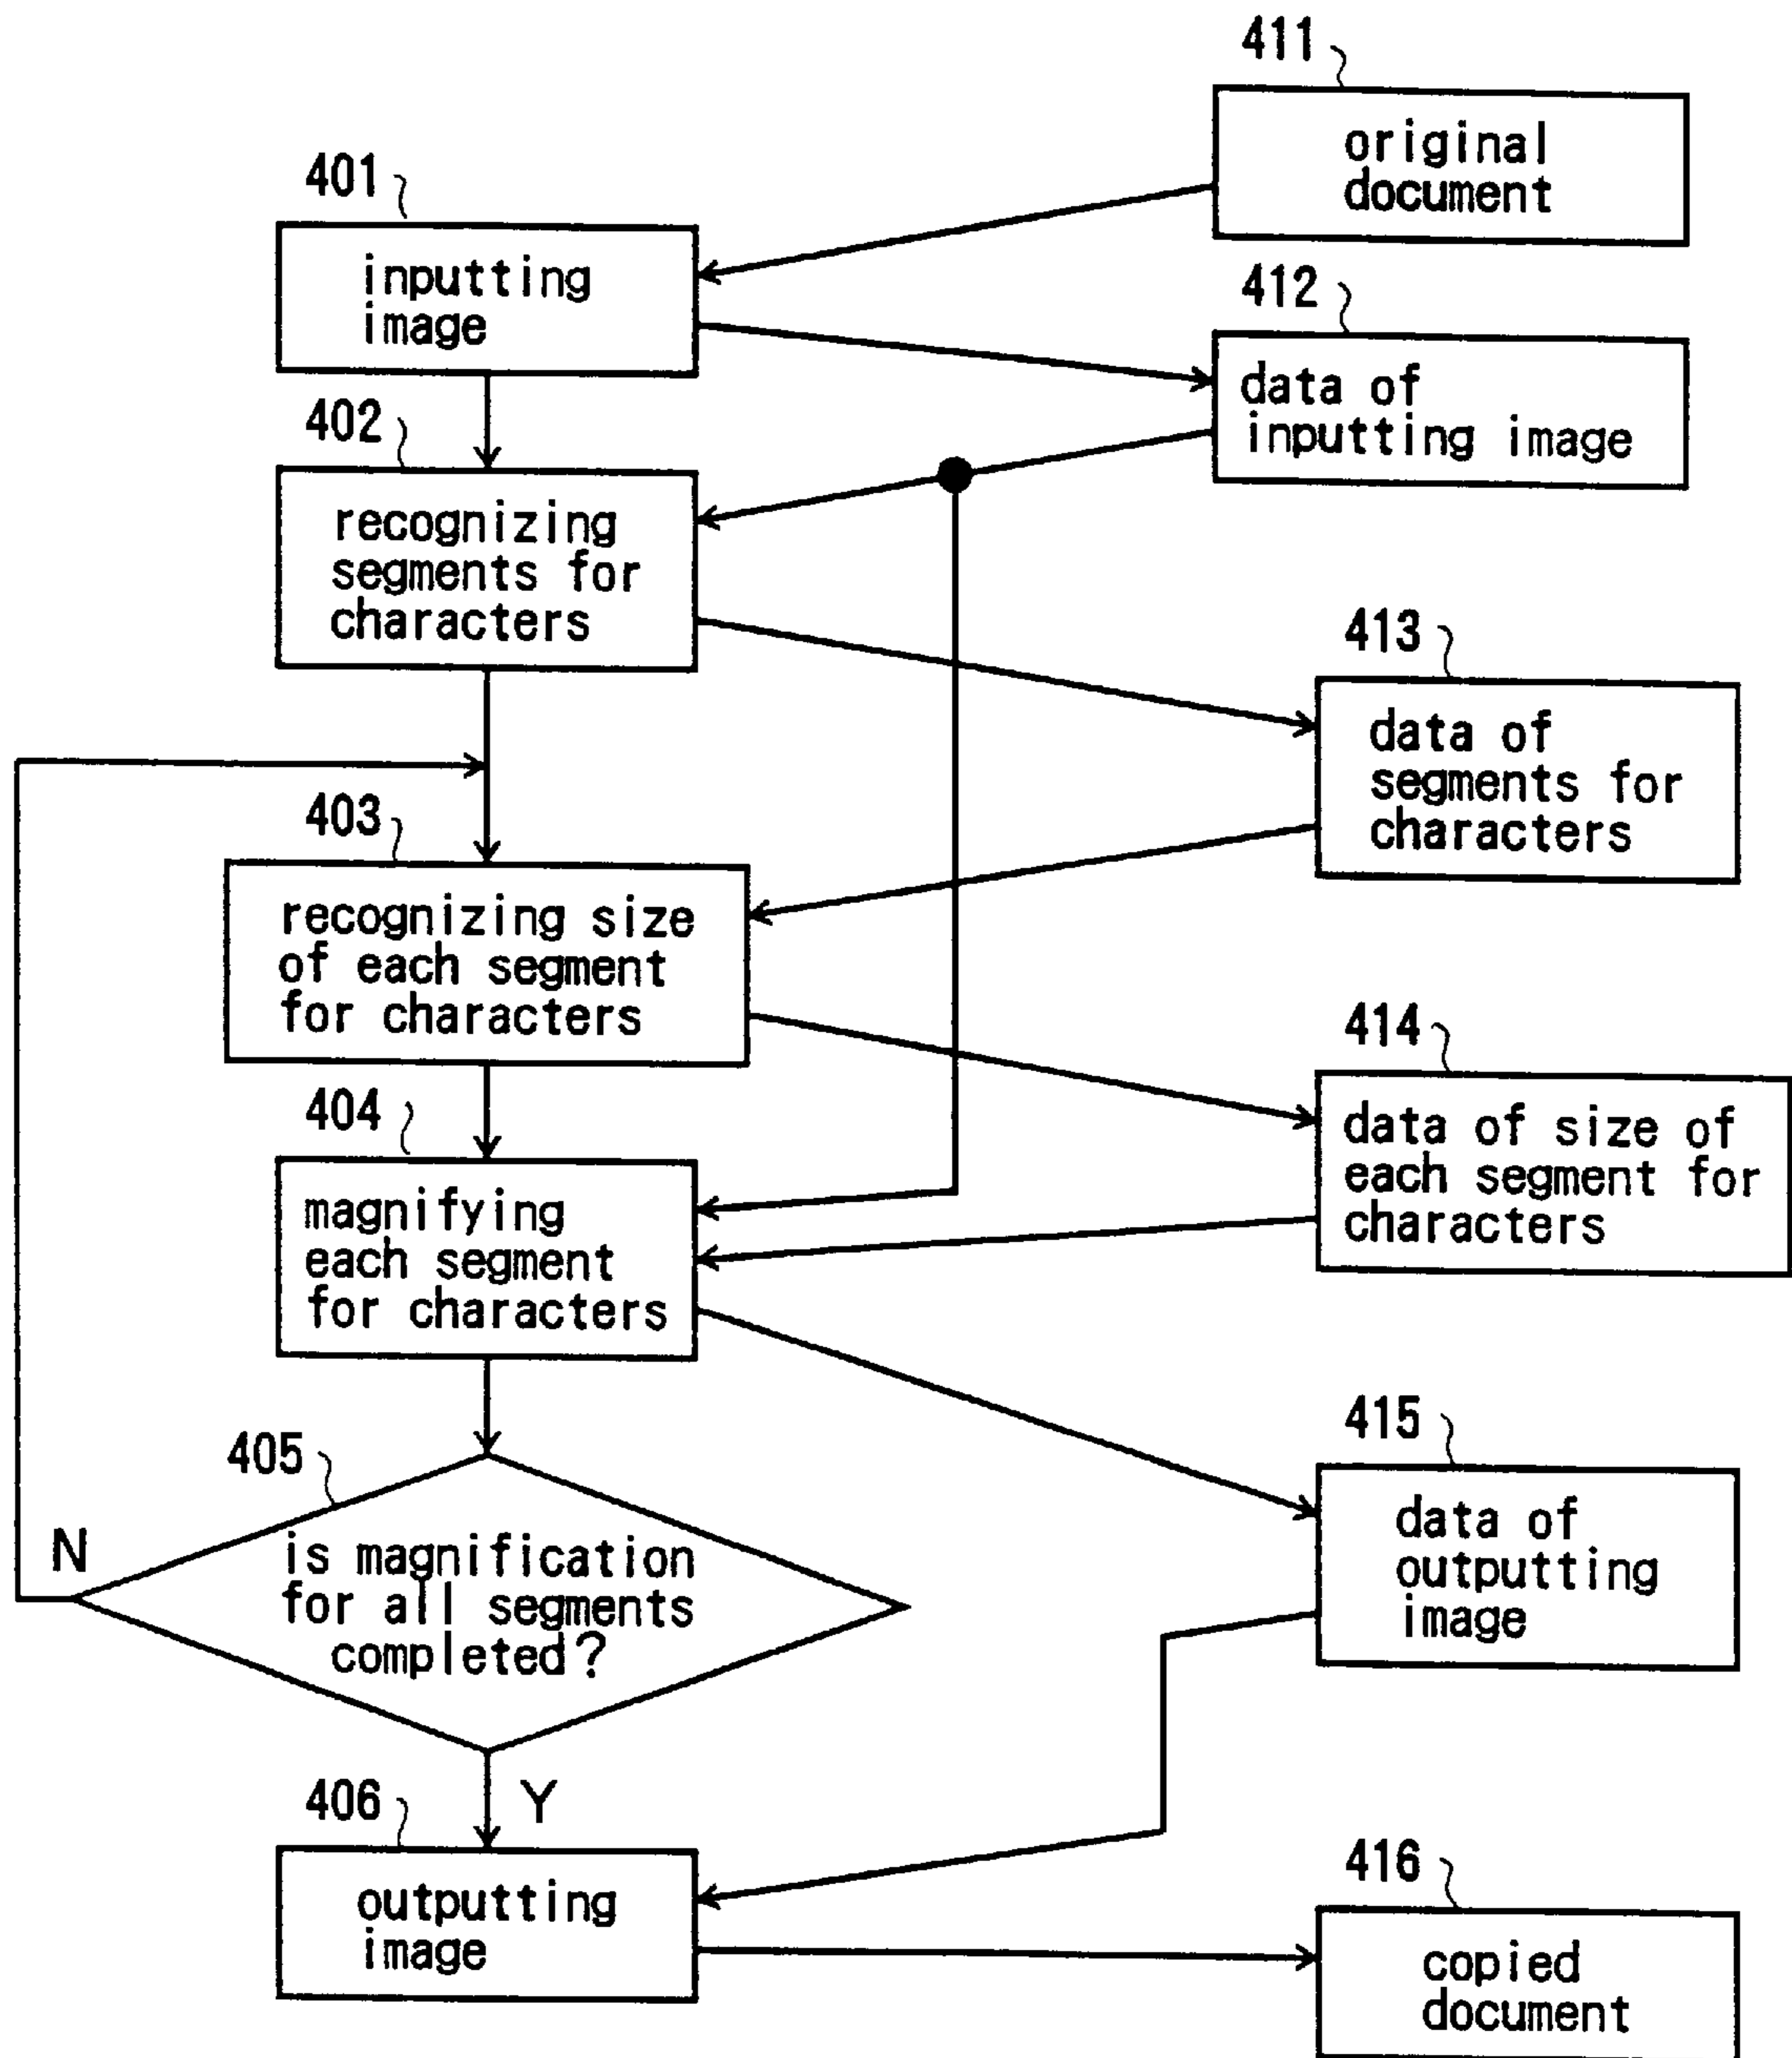 411
original
document
401
inputting
image
412
data of
inputting image
402
recognizing
segments for
characters
413
data of
segments for
characters
403
recognizing size
of each segment
for characters
414
data of size of
each segment for
characters
404
magnifying
each segment
for characters
415
data of
outputting
image
405
N
is magnification
for all segments
completed?
Y
406
outputting
image
416
copied
document